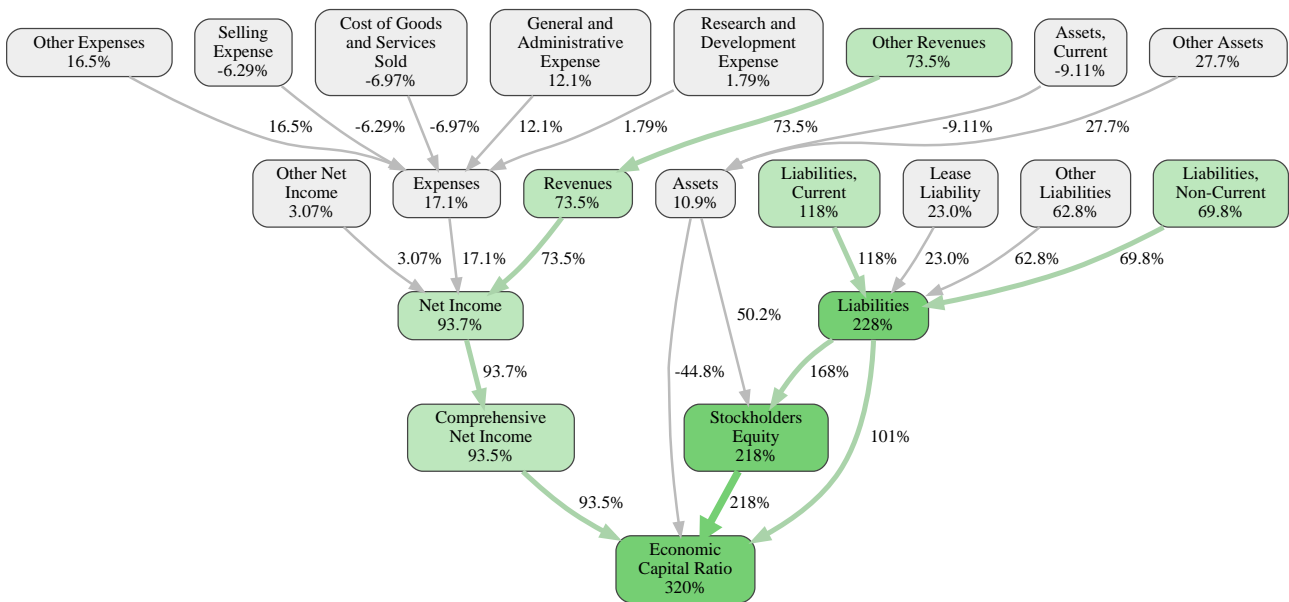 Other Expenses
16.5%
Selling
Expense
-6.29%
Cost of Goods
and Services
Sold
-6.97%
General and
Administrative
Expense
12.1%
Research and
Development
Expense
1.79%
Other Revenues
73.5%
Assets,
Current
-9.11%
Other Assets
27.7%
16.5%
-6.29%
-6.97%
12.1%
1.79%
73.5%
-9.11%
27.7%
Other Net
Income
3.07%
Expenses
17.1%
Revenues
73.5%
Assets
10.9%
Liabilities,
Current
118%
Lease
Liability
23.0%
Other
Liabilities
62.8%
Liabilities,
Non-Current
69.8%
3.07%
17.1%
73.5%
118%
23.0%
62.8%
69.8%
Net Income
93.7%
50.2%
Liabilities
228%
93.7%
-44.8%
168%
Comprehensive
Net Income
93.5%
Stockholders
Equity
218%
101%
93.5%
218%
Economic
Capital Ratio
320%